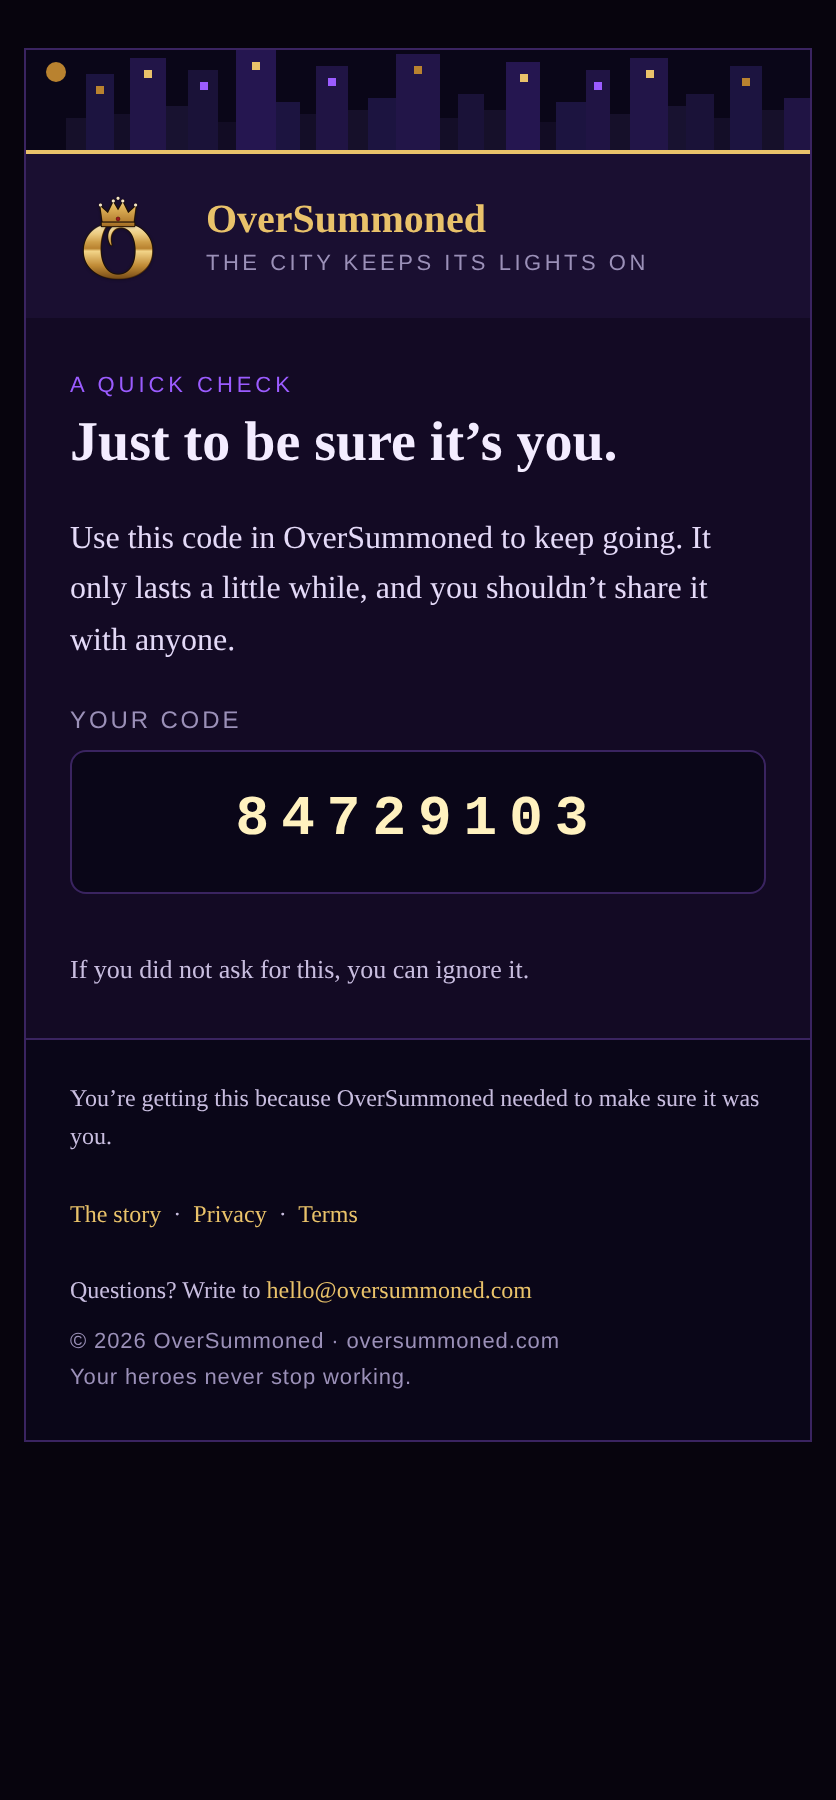 OverSummoned
THE CITY KEEPS ITS LIGHTS ON
A QUICK CHECK
Just to be sure it’s you.
Use this code in OverSummoned to keep going. It
only lasts a little while, and you shouldn’t share it
with anyone.
YOUR CODE
84729103
If you did not ask for this, you can ignore it.
You’re getting this because OverSummoned needed to make sure it was
you.
The story · Privacy · Terms
Questions? Write to hello@oversummoned.com
© 2026 OverSummoned · oversummoned.com
Your heroes never stop working.